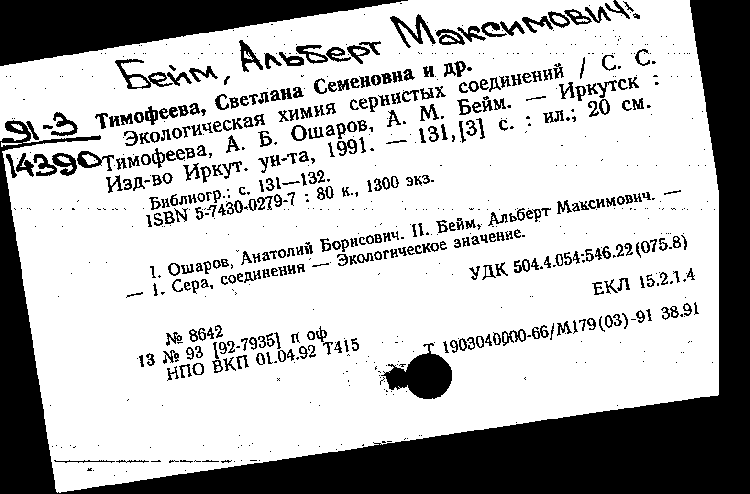 Бейм, Альберт Максимович!
91-3
14390
Тимофеева, Светлана Семеновна и др.
Экологическая химия сернистых соединений / С. С.
Тимофеева, А. Б. Ошаров, А. М. Бейм. — Иркутск :
Изд-во Иркут. ун-та, 1991. — 131,[3] с. : ил.; 20 см.
Библиогр.: с. 131—132.
ISBN 5-7430-0279-7 : 80 к., 1300 экз.
I. Ошаров, Анатолий Борисович. II. Бейм, Альберт Максимович. —
— 1. Сера, соединения — Экологическое значение.
УДК 504.4.054:546.22(075.8)
ЕКЛ 15.2.1.4
№ 8642
13 № 93 [92-7935] п оф
НПО ВКП 01.04.92 Т415
Т 1903040000-66/М179(03)-91 38.91